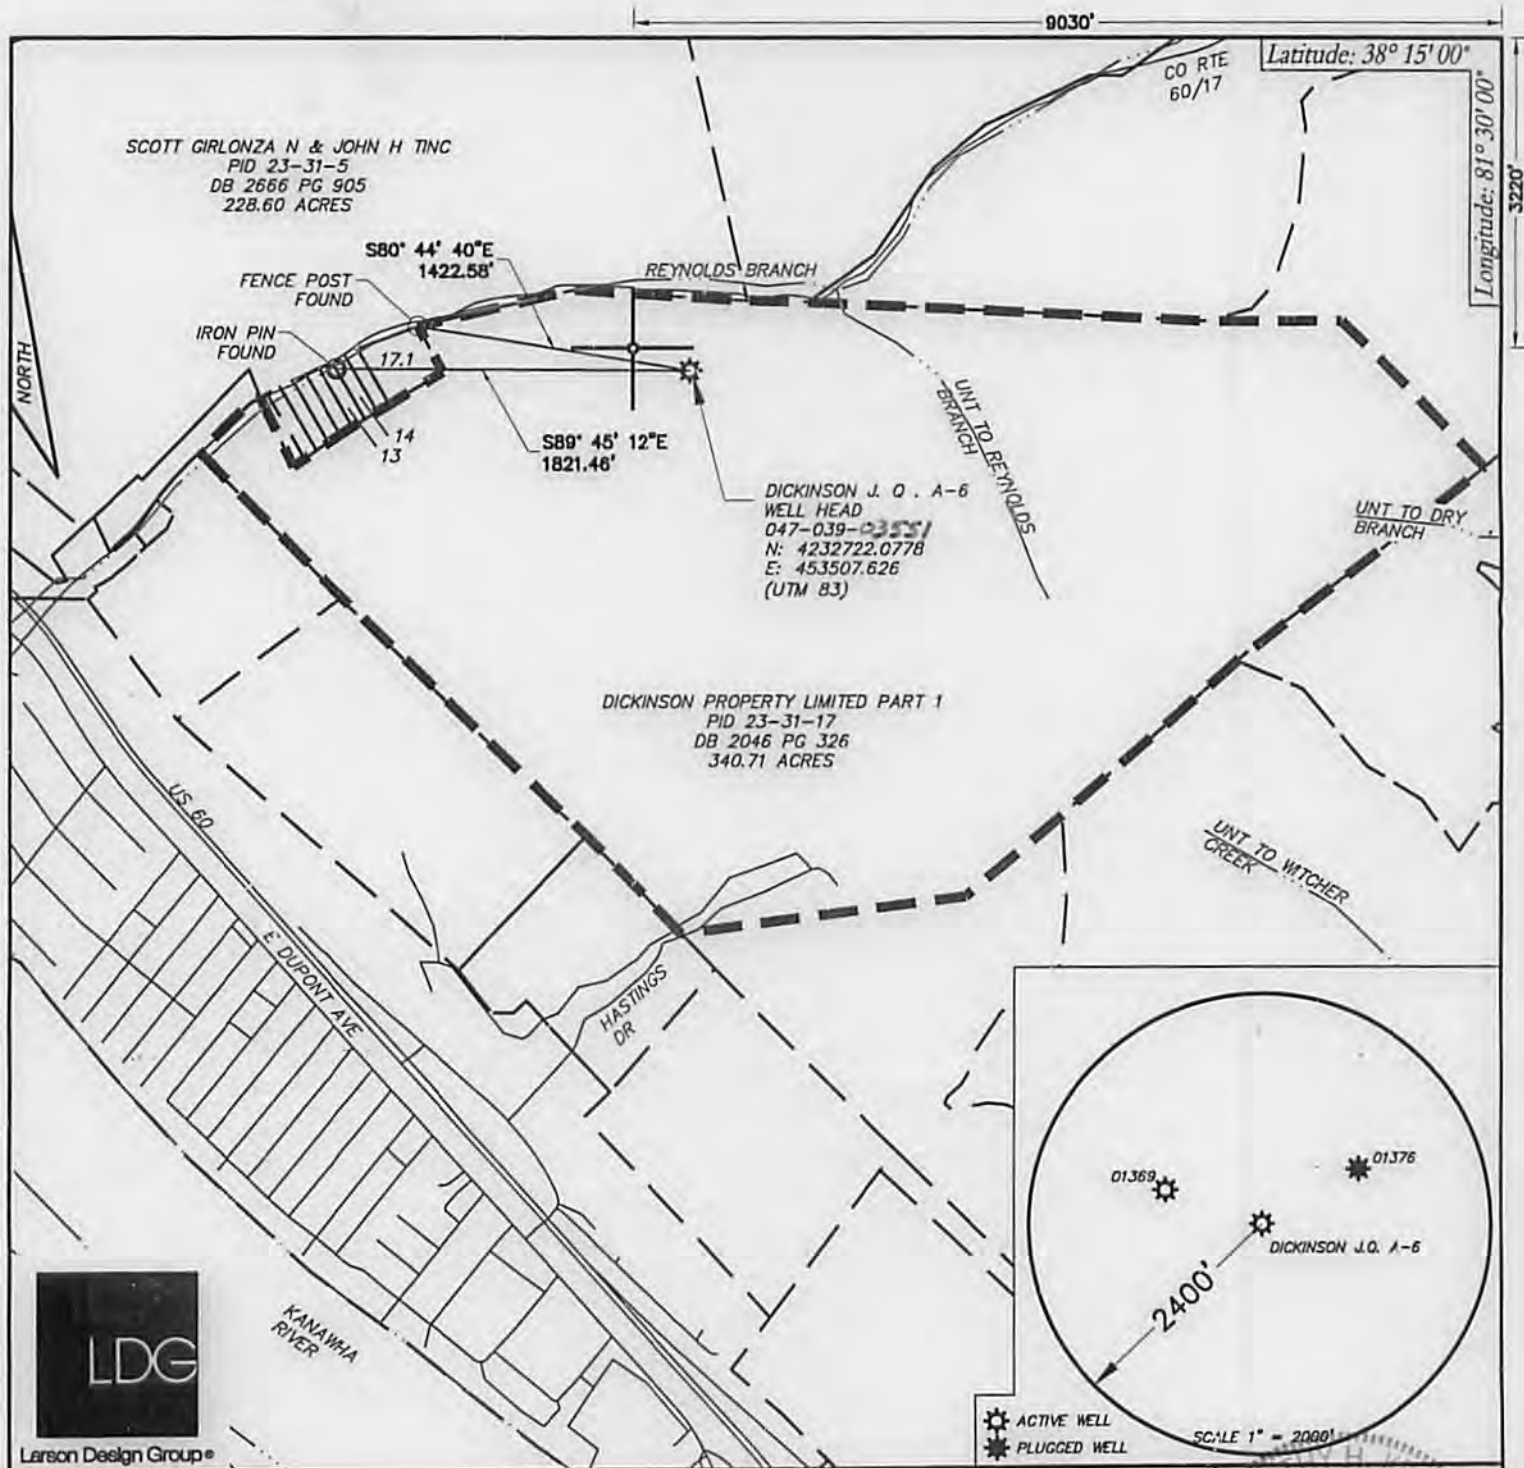 9030'
Latitude: 38° 15' 00"
Longitude: 81° 30' 00"
3220'
CO RTE
60/17
SCOTT GIRLONZA N & JOHN H TINC
PID 23-31-5
DB 2666 PG 905
228.60 ACRES
S80° 44' 40"E
1422.58'
REYNOLDS BRANCH
FENCE POST
FOUND
IRON PIN
FOUND
NORTH
17.1
14
13
S89° 45' 12"E
1821.46'
UNT TO REYNOLDS
BRANCH
DICKINSON J. Q . A-6
WELL HEAD
047-039-03551
N: 4232722.0778
E: 453507.626
(UTM 83)
UNT TO DRY
BRANCH
DICKINSON PROPERTY LIMITED PART 1
PID 23-31-17
DB 2046 PG 326
340.71 ACRES
US 60
UNT TO WITCHER
CREEK
E DUPONT AVE
HASTINGS
DR
01369
01376
DICKINSON J.Q. A-6
2400'
KANAWHA
RIVER
LDG
Larson Design Group®
ACTIVE WELL
PLUGGED WELL
SCALE 1" = 2000'